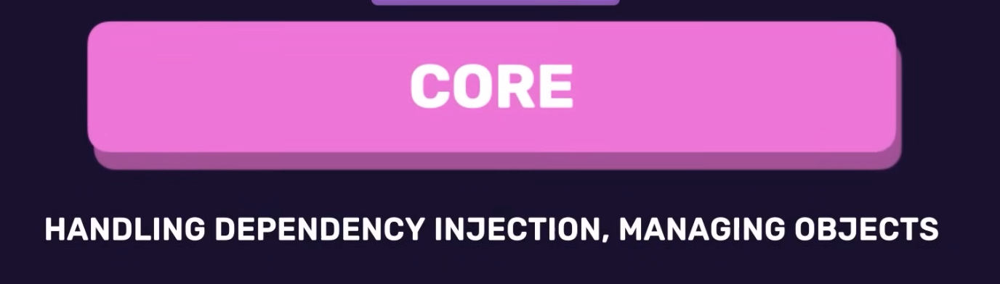 CORE
HANDLING DEPENDENCY INJECTION, MANAGING OBJECTS